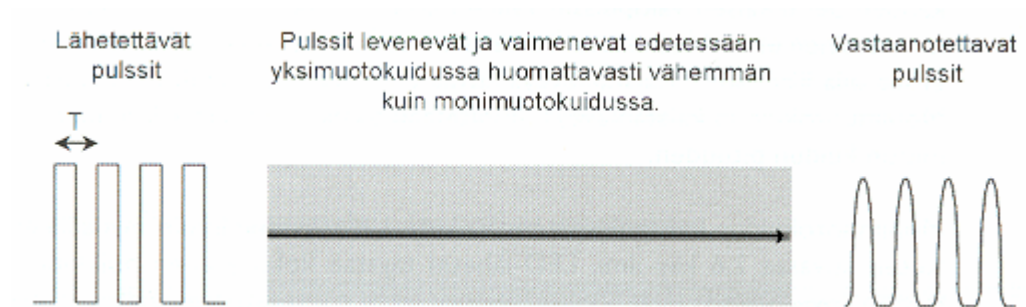 Lähetettävät
pulssit
Pulssit levenevät ja vaimenevat edetessään
yksimuotokuidussa huomattavasti vähemmän
kuin monimuotokuidussa.
Vastaanotettavat
pulssit
T